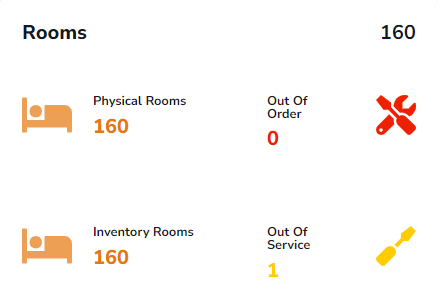 Rooms 160
Physical Rooms
160
Out Of
Order
0
Inventory Rooms
160
Out Of
Service
1